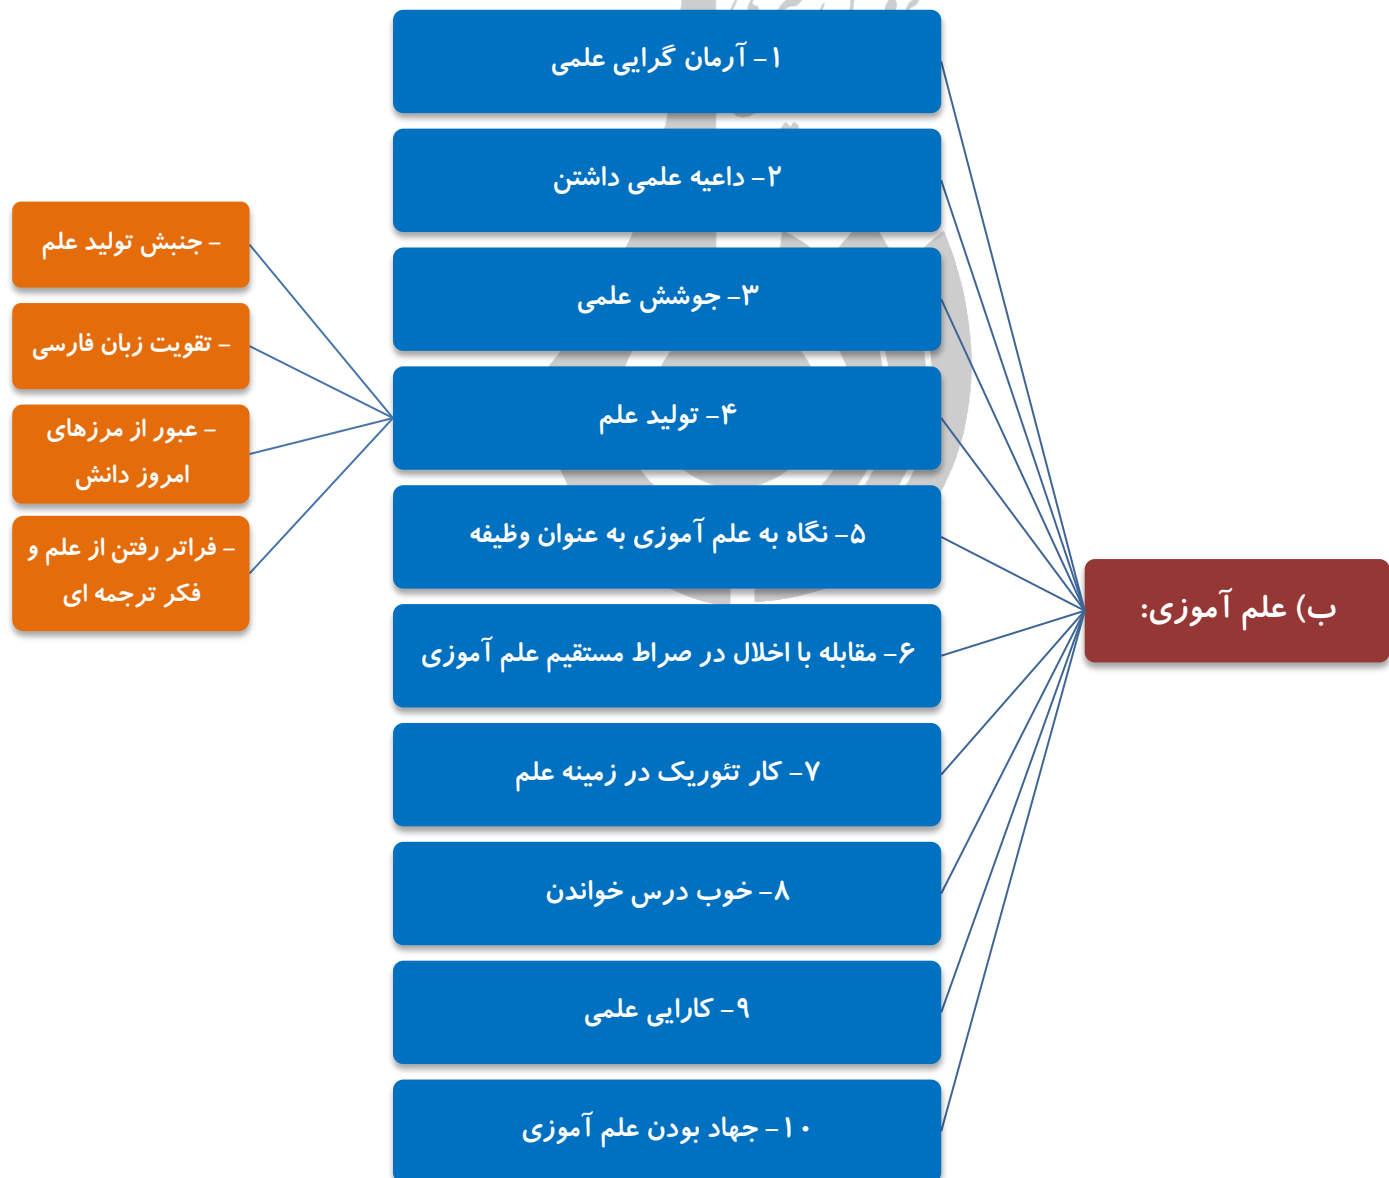 ب) علم آموزی:
۱- آرمان گرایی علمی
۲- داعیه علمی داشتن
۳- جوشش علمی
۴- تولید علم
- جنبش تولید علم
- تقویت زبان فارسی
- عبور از مرزهای
امروز دانش
- فراتر رفتن از علم و
فکر ترجمه ای
۵- نگاه به علم آموزی به عنوان وظیفه
۶- مقابله با اخلال در صراط مستقیم علم آموزی
۷- کار تئوریک در زمینه علم
۸- خوب درس خواندن
۹- کارایی علمی
۱۰- جهاد بودن علم آموزی